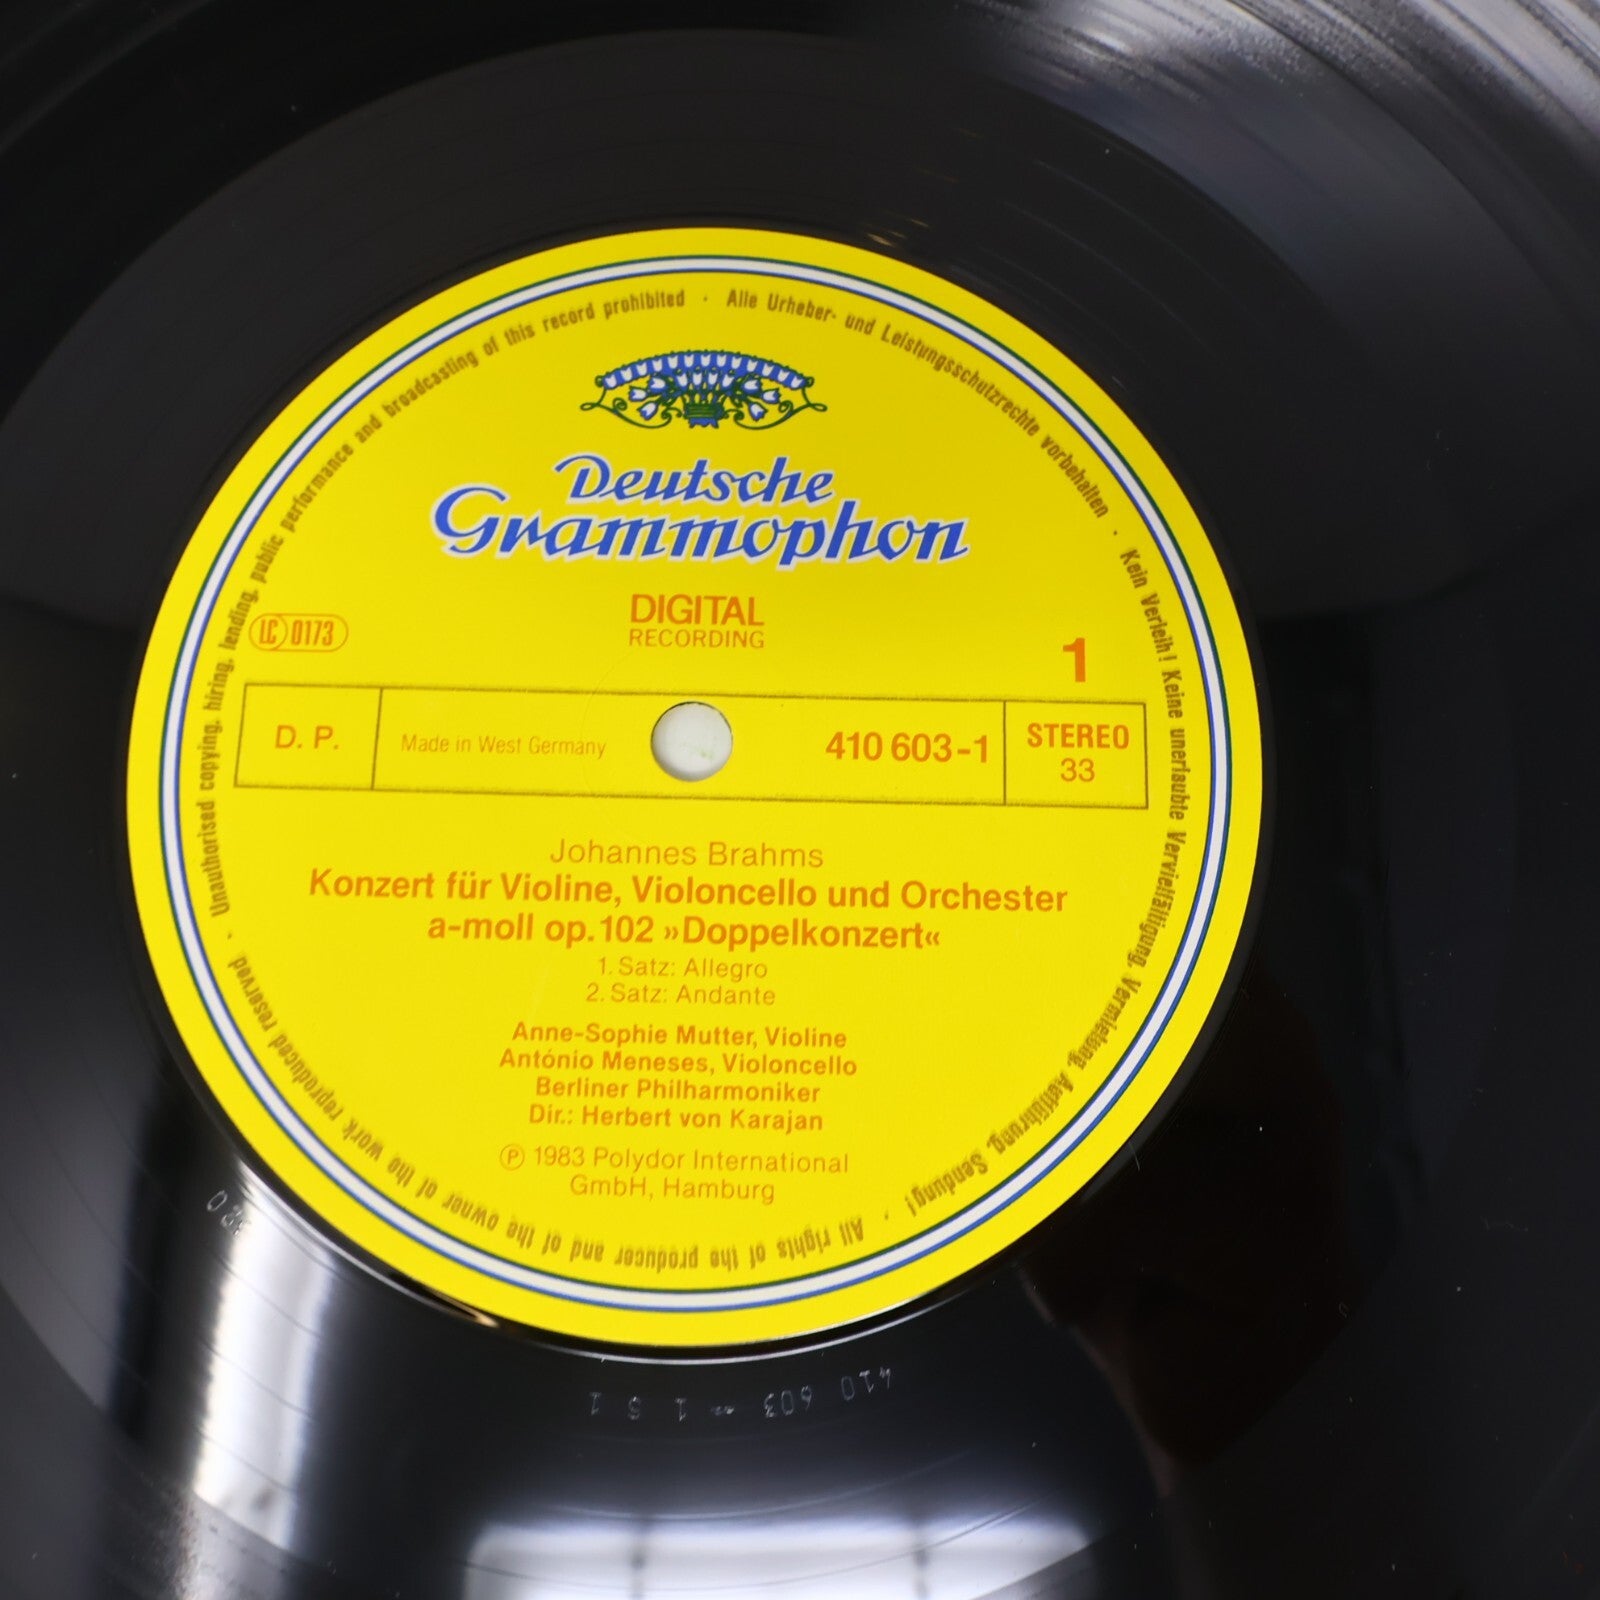 Unauthorised copying, hiring, lending, public performance and broadcasting of this record prohibited · Alle Urheber- und Leistungsschutzrechte vorbehalten · Kein Verleih! Keine unerlaubte Vervielfältigung, Vermietung, Aufführung, Sendung! · All rights of the producer and of the owner of the work reproduced reserved ·
Deutsche
Grammophon
DIGITAL
RECORDING
LC 0173
1
D. P.
Made in West Germany
410 603-1
STEREO
33
Johannes Brahms
Konzert für Violine, Violoncello und Orchester
a-moll op. 102 »Doppelkonzert«
1. Satz: Allegro
2. Satz: Andante
Anne-Sophie Mutter, Violine
António Meneses, Violoncello
Berliner Philharmoniker
Dir.: Herbert von Karajan
Ⓟ 1983 Polydor International
GmbH, Hamburg
410 603 - 1 S 1